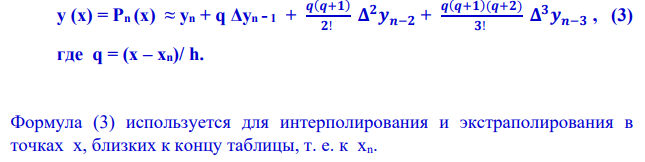 y (x) = Pₙ (x) ≈ yₙ + q Δyₙ₋₁ + q(q+1)/2! Δ²yₙ₋₂ + q(q+1)(q+2)/3! Δ³yₙ₋₃ , (3)
где q = (x – xₙ)/ h.
Формула (3) используется для интерполирования и экстраполирования в
точках x, близких к концу таблицы, т. е. к xₙ.